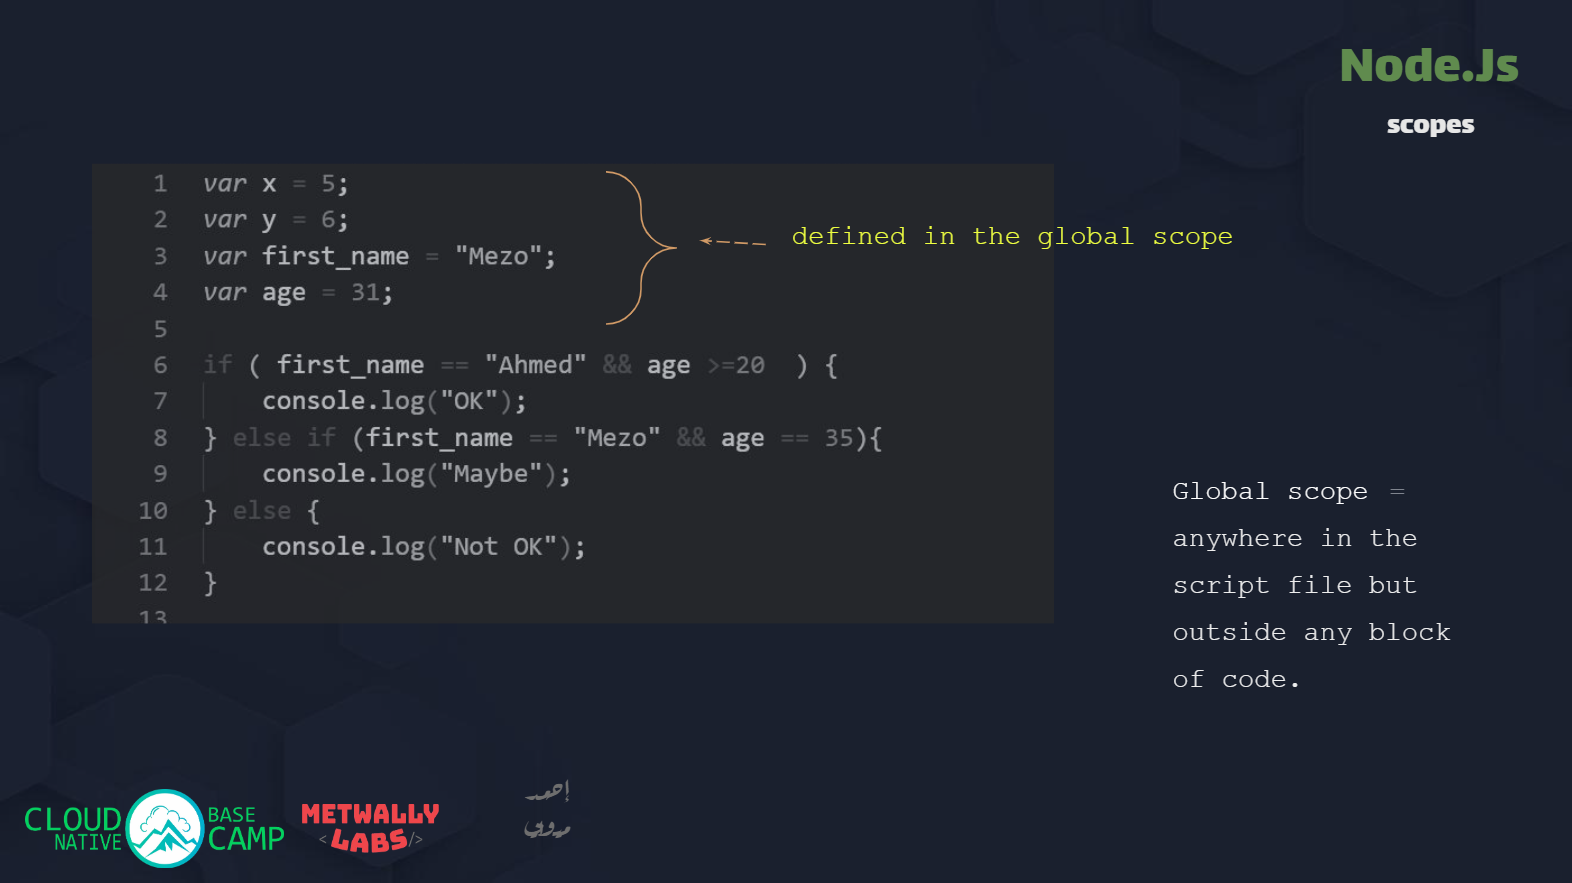 Node.Js
scopes
1 var x = 5;
2 var y = 6;
3 var first_name = "Mezo";
4 var age = 31;
5
6 if ( first_name == "Ahmed" && age >=20  ) {
7     console.log("OK");
8 } else if (first_name == "Mezo" && age == 35){
9     console.log("Maybe");
10 } else {
11     console.log("Not OK");
12 }
13
defined in the global scope
Global scope =
anywhere in the
script file but
outside any block
of code.
CLOUD NATIVE
BASE CAMP
METWALLY
<LABS/>
أحمد